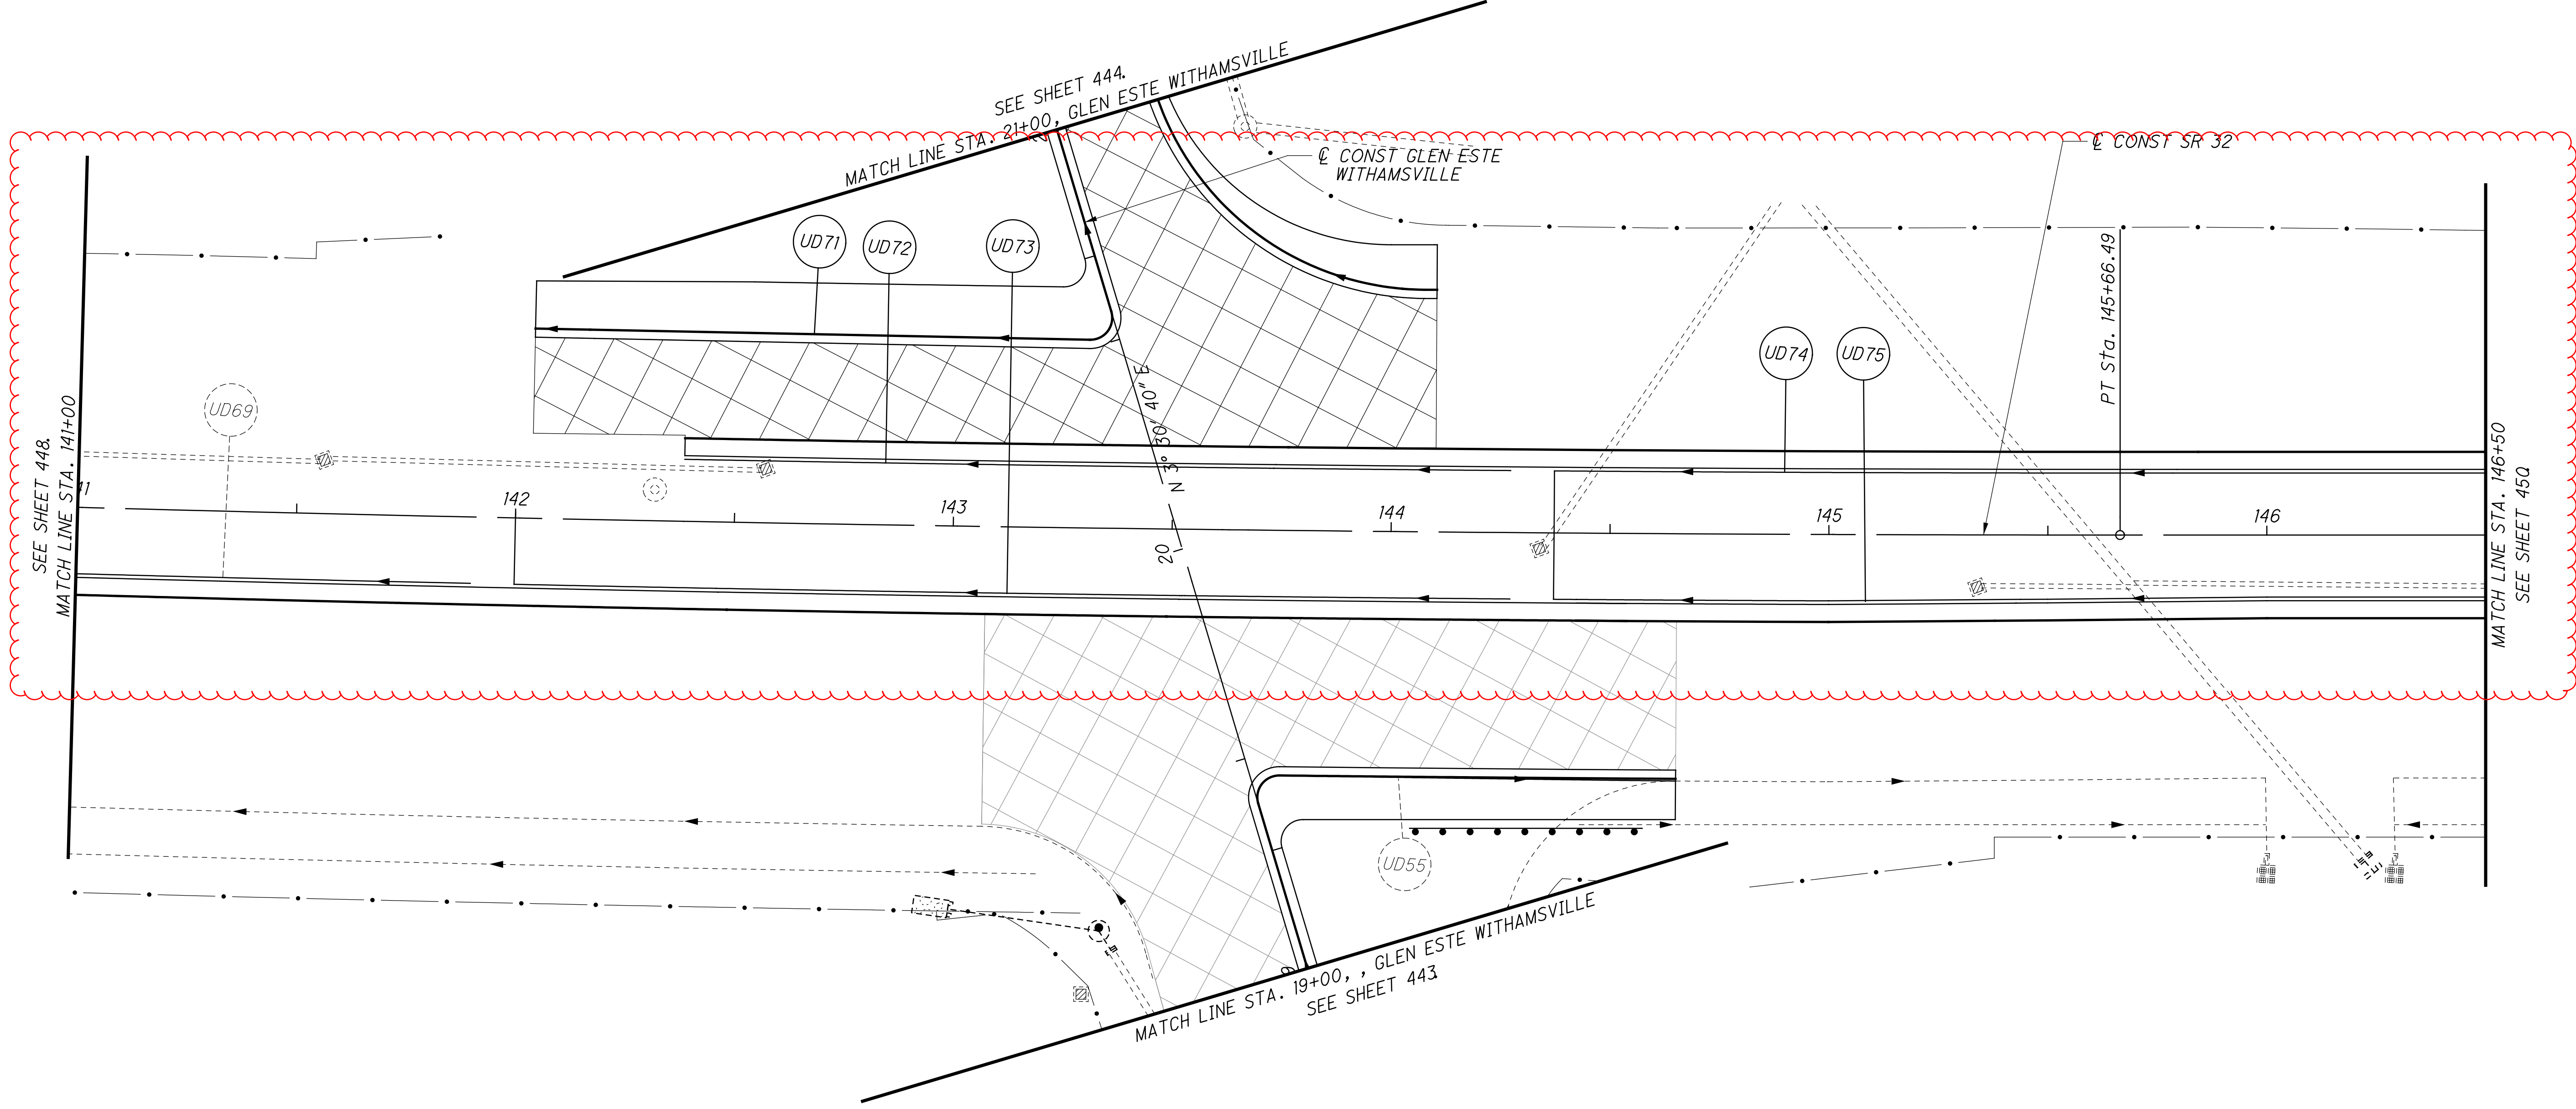 SEE SHEET 444.
MATCH LINE STA. 21+00, GLEN ESTE WITHAMSVILLE
℄ CONST GLEN ESTE
WITHAMSVILLE
℄ CONST SR 32
UD71
UD72
UD73
PT Sta. 145+66.49
UD74
UD75
UD69
N 3° 30' 40" E
SEE SHEET 448.
MATCH LINE STA. 141+00
41
142
143
144
145
146
20
MATCH LINE STA. 146+50
SEE SHEET 450.
UD55
9
MATCH LINE STA. 19+00, , GLEN ESTE WITHAMSVILLE
SEE SHEET 443.